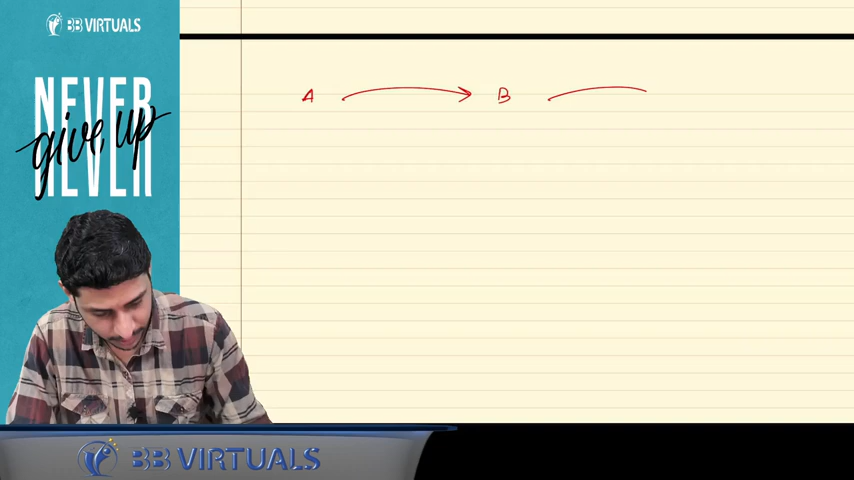 BB VIRTUALS
NEVER
give up
NEVER
A B
BB VIRTUALS